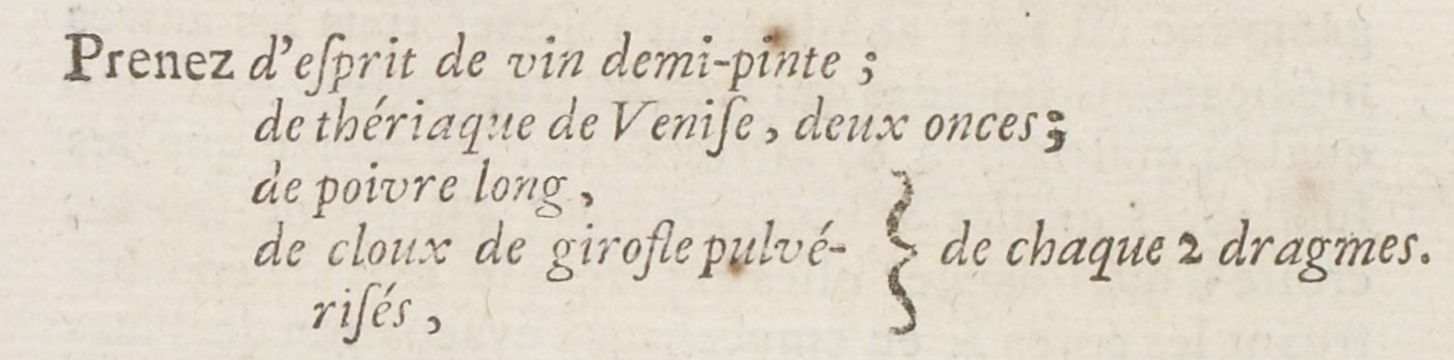 Prenez d'eſprit de vin demi-pinte ;
de thériaque de Veniſe, deux onces;
de poivre long,
de cloux de girofle pulvé- } de chaque 2 dragmes.
riſés,